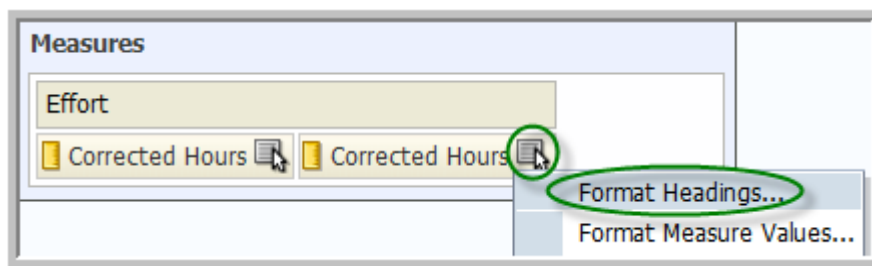 Measures
Effort
Corrected Hours Corrected Hours
Format Headings...
Format Measure Values...